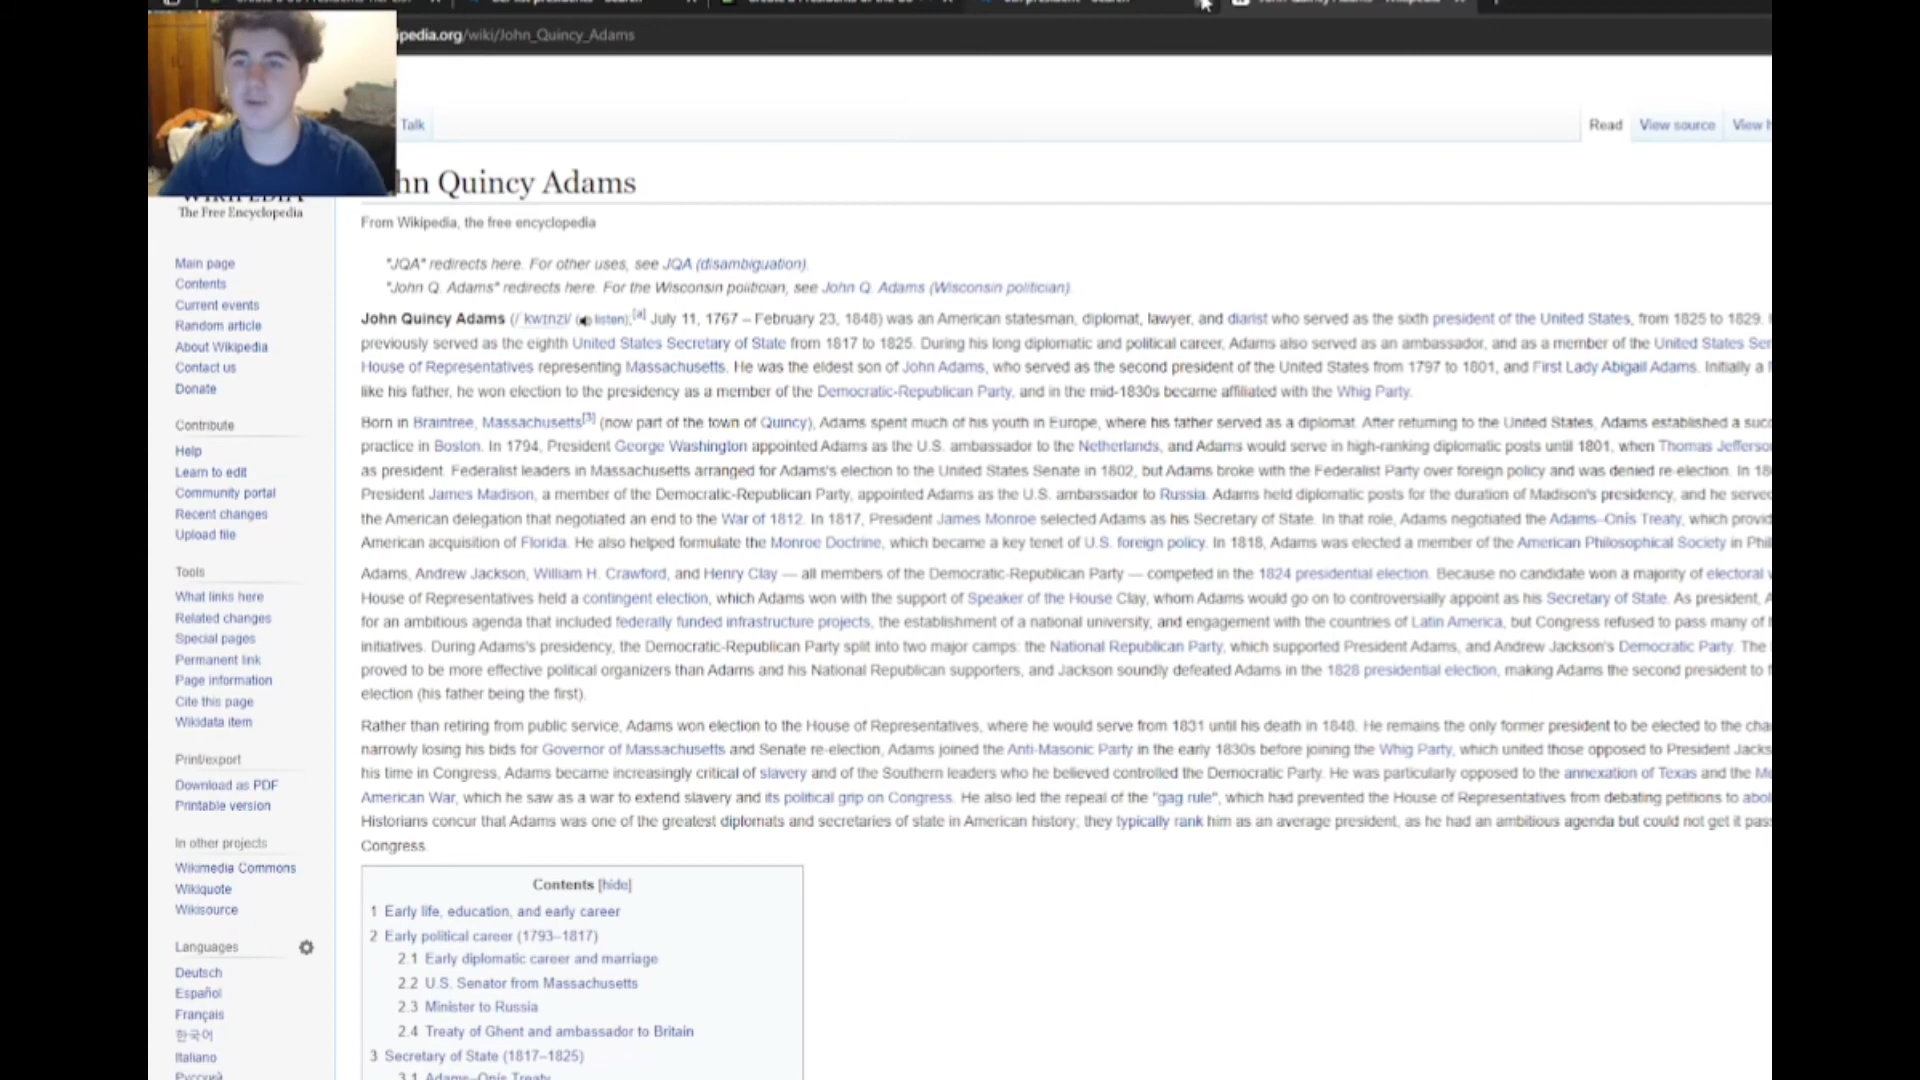 ipedia.org/wiki/John_Quincy_Adams
Talk
Read View source View h
hn Quincy Adams
WIKIPEDIA
The Free Encyclopedia
From Wikipedia, the free encyclopedia
"JQA" redirects here. For other uses, see JQA (disambiguation).
"John Q. Adams" redirects here. For the Wisconsin politician, see John Q. Adams (Wisconsin politician).
John Quincy Adams (/ˈkwɪnzi/ (listen);[a] July 11, 1767 – February 23, 1848) was an American statesman, diplomat, lawyer, and diarist who served as the sixth president of the United States, from 1825 to 1829.
previously served as the eighth United States Secretary of State from 1817 to 1825. During his long diplomatic and political career, Adams also served as an ambassador, and as a member of the United States Sen
House of Representatives representing Massachusetts. He was the eldest son of John Adams, who served as the second president of the United States from 1797 to 1801, and First Lady Abigail Adams. Initially a
like his father, he won election to the presidency as a member of the Democratic-Republican Party, and in the mid-1830s became affiliated with the Whig Party.
Born in Braintree, Massachusetts[3] (now part of the town of Quincy), Adams spent much of his youth in Europe, where his father served as a diplomat. After returning to the United States, Adams established a succ
practice in Boston. In 1794, President George Washington appointed Adams as the U.S. ambassador to the Netherlands, and Adams would serve in high-ranking diplomatic posts until 1801, when Thomas Jefferso
as president. Federalist leaders in Massachusetts arranged for Adams's election to the United States Senate in 1802, but Adams broke with the Federalist Party over foreign policy and was denied re-election. In 18
President James Madison, a member of the Democratic-Republican Party, appointed Adams as the U.S. ambassador to Russia. Adams held diplomatic posts for the duration of Madison's presidency, and he served
the American delegation that negotiated an end to the War of 1812. In 1817, President James Monroe selected Adams as his Secretary of State. In that role, Adams negotiated the Adams–Onís Treaty, which provid
American acquisition of Florida. He also helped formulate the Monroe Doctrine, which became a key tenet of U.S. foreign policy. In 1818, Adams was elected a member of the American Philosophical Society in Phil
Adams, Andrew Jackson, William H. Crawford, and Henry Clay — all members of the Democratic-Republican Party — competed in the 1824 presidential election. Because no candidate won a majority of electoral v
House of Representatives held a contingent election, which Adams won with the support of Speaker of the House Clay, whom Adams would go on to controversially appoint as his Secretary of State. As president, A
for an ambitious agenda that included federally funded infrastructure projects, the establishment of a national university, and engagement with the countries of Latin America, but Congress refused to pass many of
initiatives. During Adams's presidency, the Democratic-Republican Party split into two major camps: the National Republican Party, which supported President Adams, and Andrew Jackson's Democratic Party. The
proved to be more effective political organizers than Adams and his National Republican supporters, and Jackson soundly defeated Adams in the 1828 presidential election, making Adams the second president to f
election (his father being the first).
Rather than retiring from public service, Adams won election to the House of Representatives, where he would serve from 1831 until his death in 1848. He remains the only former president to be elected to the cha
narrowly losing his bids for Governor of Massachusetts and Senate re-election, Adams joined the Anti-Masonic Party in the early 1830s before joining the Whig Party, which united those opposed to President Jacks
his time in Congress, Adams became increasingly critical of slavery and of the Southern leaders who he believed controlled the Democratic Party. He was particularly opposed to the annexation of Texas and the Me
American War, which he saw as a war to extend slavery and its political grip on Congress. He also led the repeal of the "gag rule", which had prevented the House of Representatives from debating petitions to abol
Historians concur that Adams was one of the greatest diplomats and secretaries of state in American history; they typically rank him as an average president, as he had an ambitious agenda but could not get it pas
Congress.
Contents [hide]
1 Early life, education, and early career
2 Early political career (1793–1817)
2.1 Early diplomatic career and marriage
2.2 U.S. Senator from Massachusetts
2.3 Minister to Russia
2.4 Treaty of Ghent and ambassador to Britain
3 Secretary of State (1817–1825)
3.1 Adams–Onís Treaty
Main page
Contents
Current events
Random article
About Wikipedia
Contact us
Donate
Contribute
Help
Learn to edit
Community portal
Recent changes
Upload file
Tools
What links here
Related changes
Special pages
Permanent link
Page information
Cite this page
Wikidata item
Print/export
Download as PDF
Printable version
In other projects
Wikimedia Commons
Wikiquote
Wikisource
Languages
Deutsch
Español
Français
한국어
Italiano
Русский